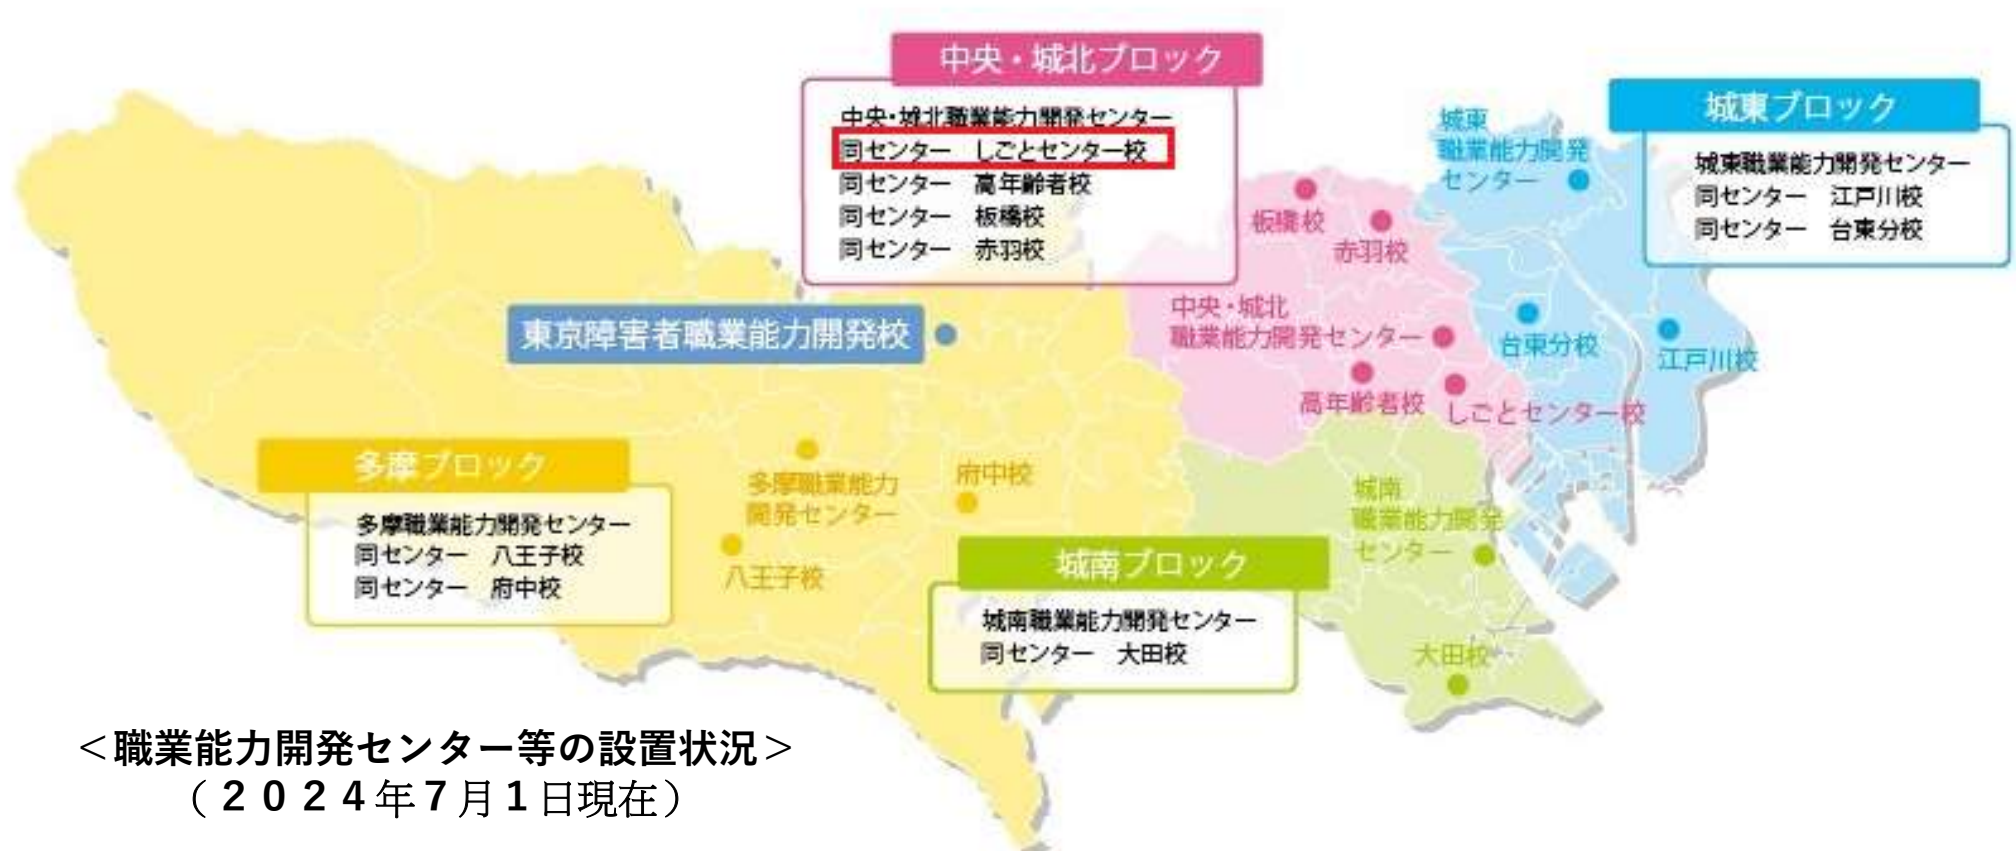 中央・城北ブロック
中央・城北職業能力開発センター
同センター　しごとセンター校
同センター　高年齢者校
同センター　板橋校
同センター　赤羽校
城東ブロック
城東職業能力開発センター
同センター　江戸川校
同センター　台東分校
城東
職業能力開発
センター
板橋校
赤羽校
中央・城北
職業能力開発センター
高年齢者校
しごとセンター校
台東分校
江戸川校
東京障害者職業能力開発校
多摩ブロック
多摩職業能力開発センター
同センター　八王子校
同センター　府中校
多摩職業能力
開発センター
府中校
八王子校
城南ブロック
城南職業能力開発センター
同センター　大田校
城南
職業能力開発
センター
大田校
＜職業能力開発センター等の設置状況＞
（２０２４年７月１日現在）